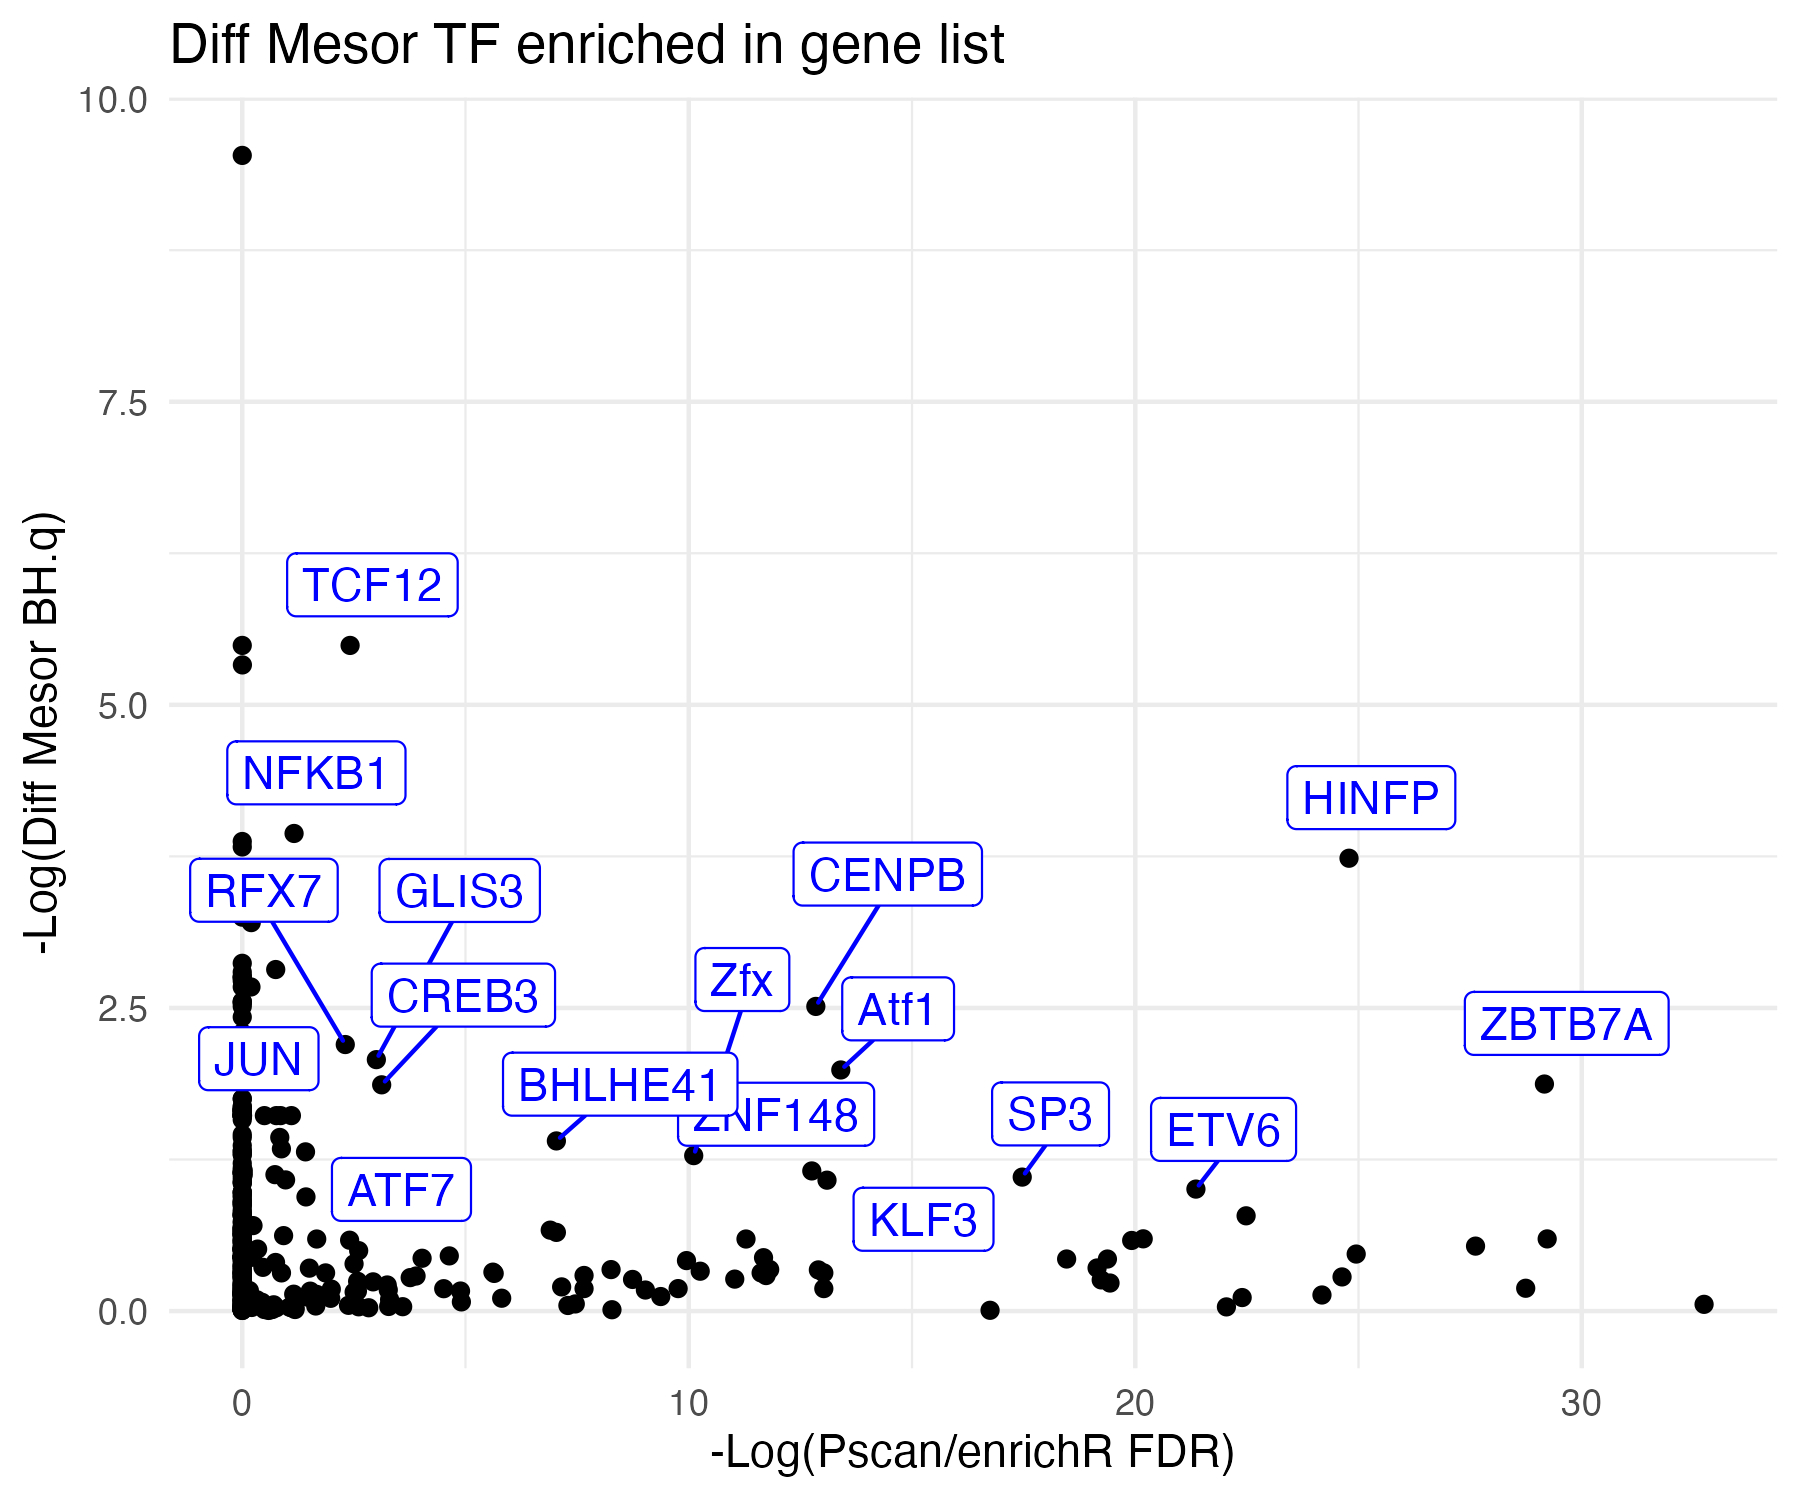 Diff Mesor TF enriched in gene list
10.0
7.5
5.0
2.5
0.0
-Log(Diff Mesor BH.q)
TCF12
NFKB1
HINFP
RFX7
GLIS3
CENPB
CREB3
Zfx
Atf1
ZBTB7A
JUN
BHLHE41
ZNF148
SP3
ETV6
ATF7
KLF3
0
10
20
30
-Log(Pscan/enrichR FDR)